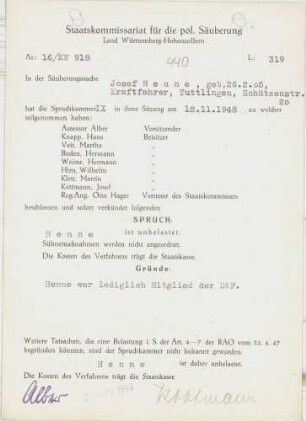 Staatskommissariat für die pol. Säuberung
Land Württemberg-Hohenzollern
Az: 16/KV 918
440
L: 319
In der Säuberungssache Josef Henne, geb.26.2.05,
Kraftfahrer, Tuttlingen, Schützenstr.
20
hat die Spruchkammer IX in ihrer Sitzung am 12.11.1948 an welcher
teilgenommen haben:
Assessor Alber Vorsitzender
Knapp, Hans Beisitzer
Veit, Martha "
Boden, Hermann "
Weisse, Hermann "
Hirn, Wilhelm "
Klett, Martin "
Kottmann, Josef "
Reg.Ang. Otto Hager Vertreter des Staatskommissars
beschlossen und sofort verkündet folgenden
SPRUCH:
Henne
ist unbelastet.
Sühnemaßnahmen werden nicht angeordnet.
Die Kosten des Verfahrens trägt die Staatskasse.
Gründe:
Henne war lediglich Mitglied der DAF.
Weitere Tatsachen, die eine Belastung i. S. der Art. 4—7 der RAO vom 25. 4. 47
begründen könnten, sind der Spruchkammer nicht bekannt geworden.
Henne ist daher unbelastet.
Die Kosten des Verfahrens trägt die Staatskasse
Alber
Kottmann